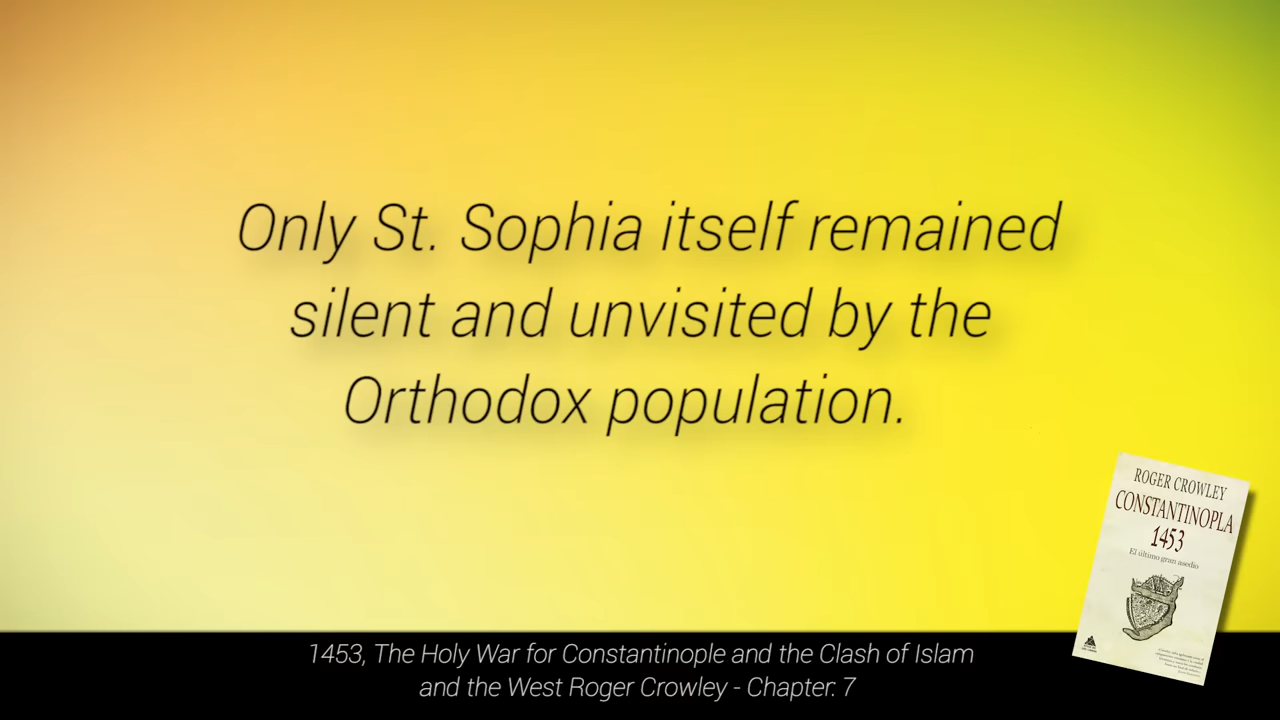 Only St. Sophia itself remained
silent and unvisited by the
Orthodox population.
ROGER CROWLEY
CONSTANTINOPLA
1453
El último gran asedio
1453, The Holy War for Constantinople and the Clash of Islam
and the West Roger Crowley - Chapter: 7